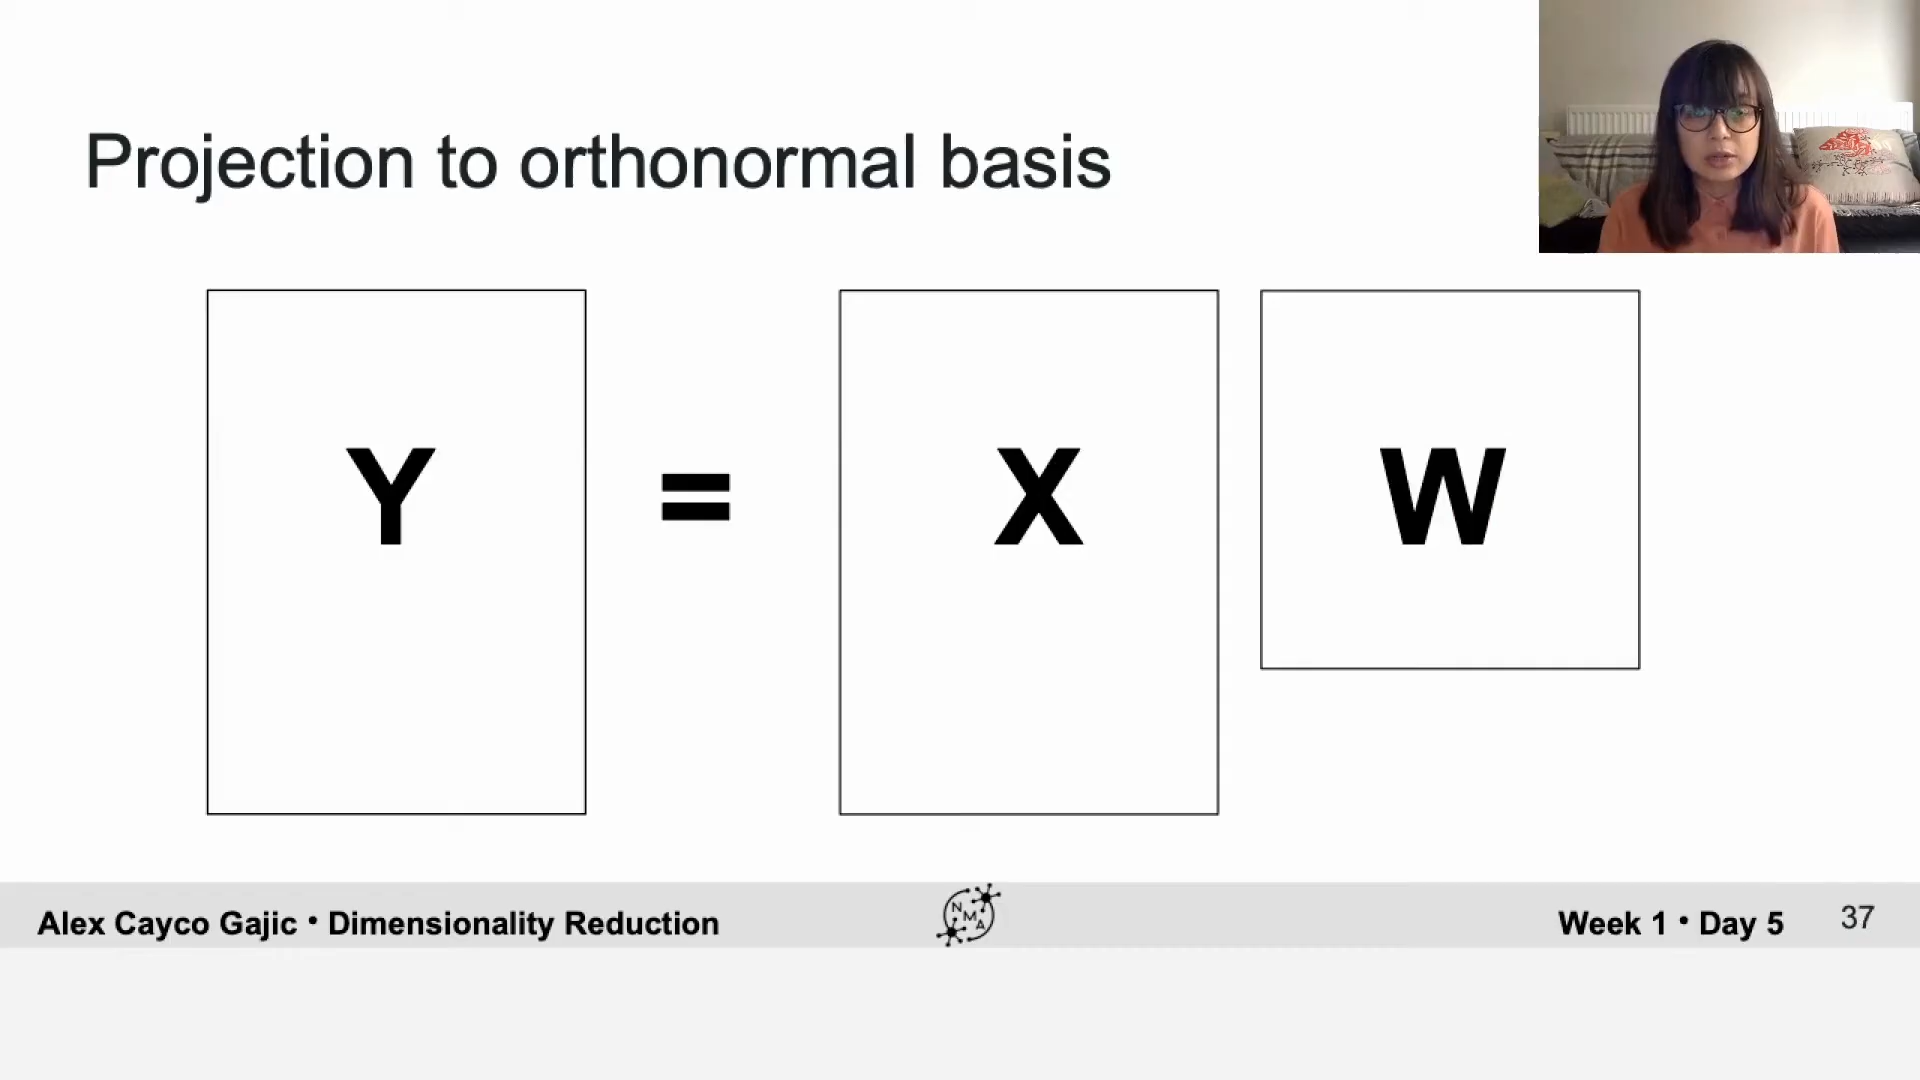 Projection to orthonormal basis
Y = X W
Alex Cayco Gajic • Dimensionality Reduction
N
M
A
Week 1 • Day 5
37